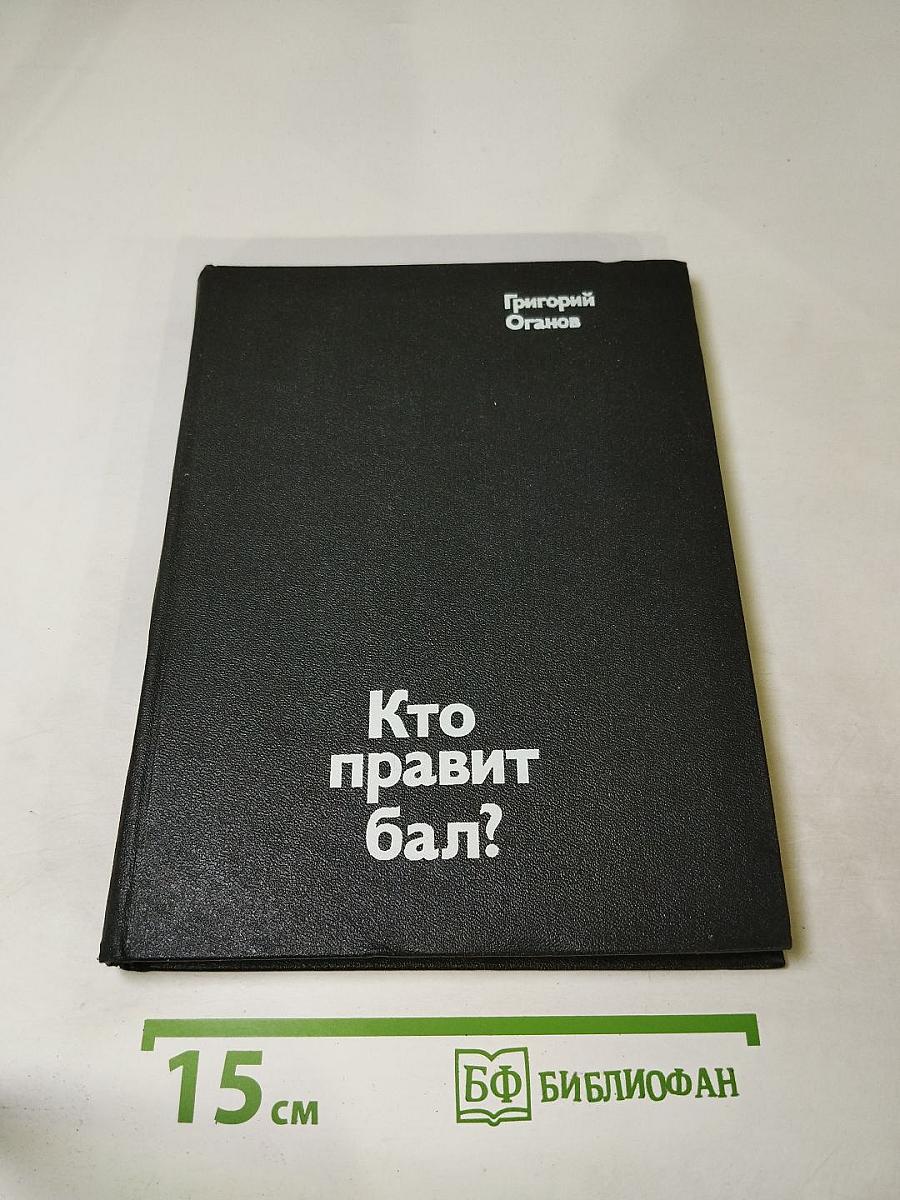 Григорий
Оганов
Кто
правит
бал?
15 см
БФ БИБЛИОФАН